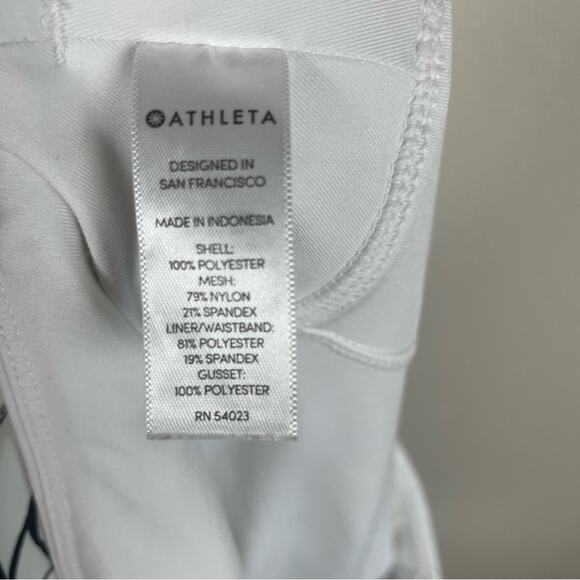 ATHLETA
DESIGNED IN
SAN FRANCISCO
MADE IN INDONESIA
SHELL:
100% POLYESTER
MESH:
79% NYLON
21% SPANDEX
LINER/WAISTBAND:
81% POLYESTER
19% SPANDEX
GUSSET:
100% POLYESTER
RN 54023